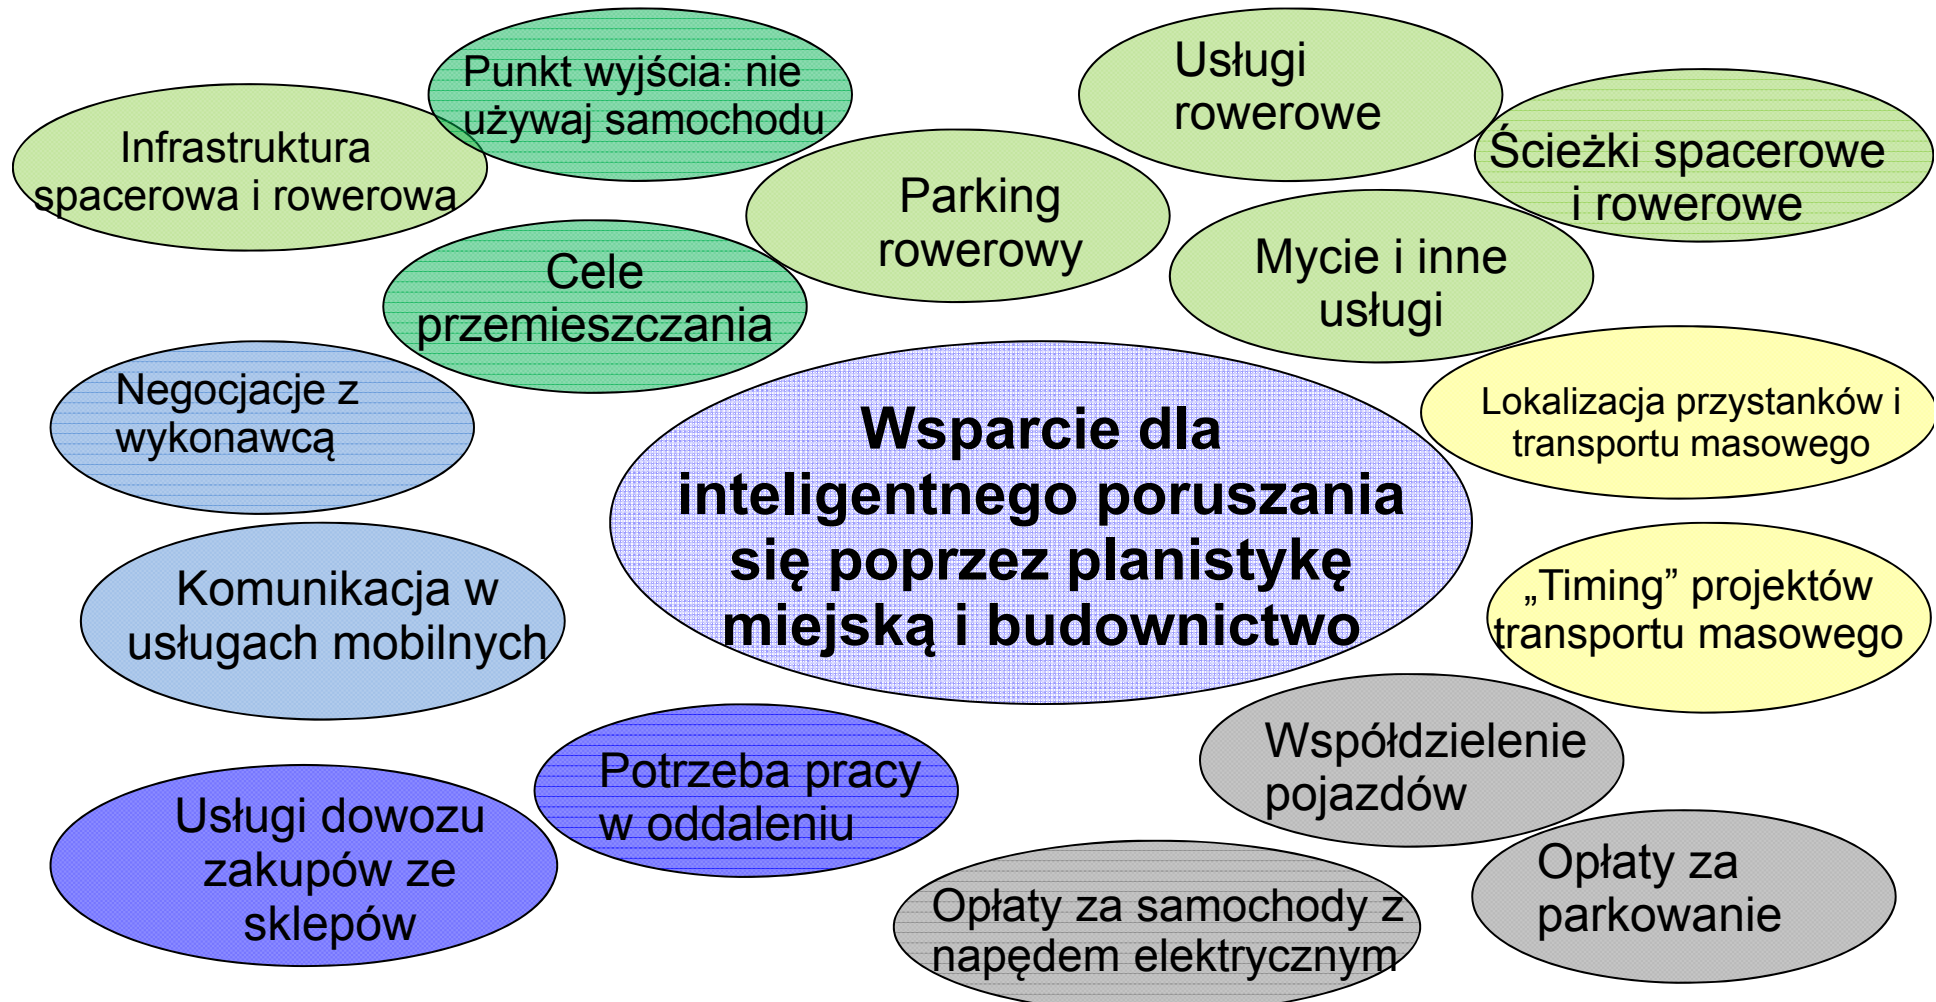 Punkt wyjścia: nie
używaj samochodu
Usługi
rowerowe
Infrastruktura
spacerowa i rowerowa
Ścieżki spacerowe
i rowerowe
Parking
rowerowy
Mycie i inne
usługi
Cele
przemieszczania
Negocjacje z
wykonawcą
Wsparcie dla
inteligentnego poruszania
się poprzez planistykę
miejską i budownictwo
Lokalizacja przystanków i
transportu masowego
Komunikacja w
usługach mobilnych
„Timing” projektów
transportu masowego
Potrzeba pracy
w oddaleniu
Współdzielenie
pojazdów
Usługi dowozu
zakupów ze
sklepów
Opłaty za
parkowanie
Opłaty za samochody z
napędem elektrycznym